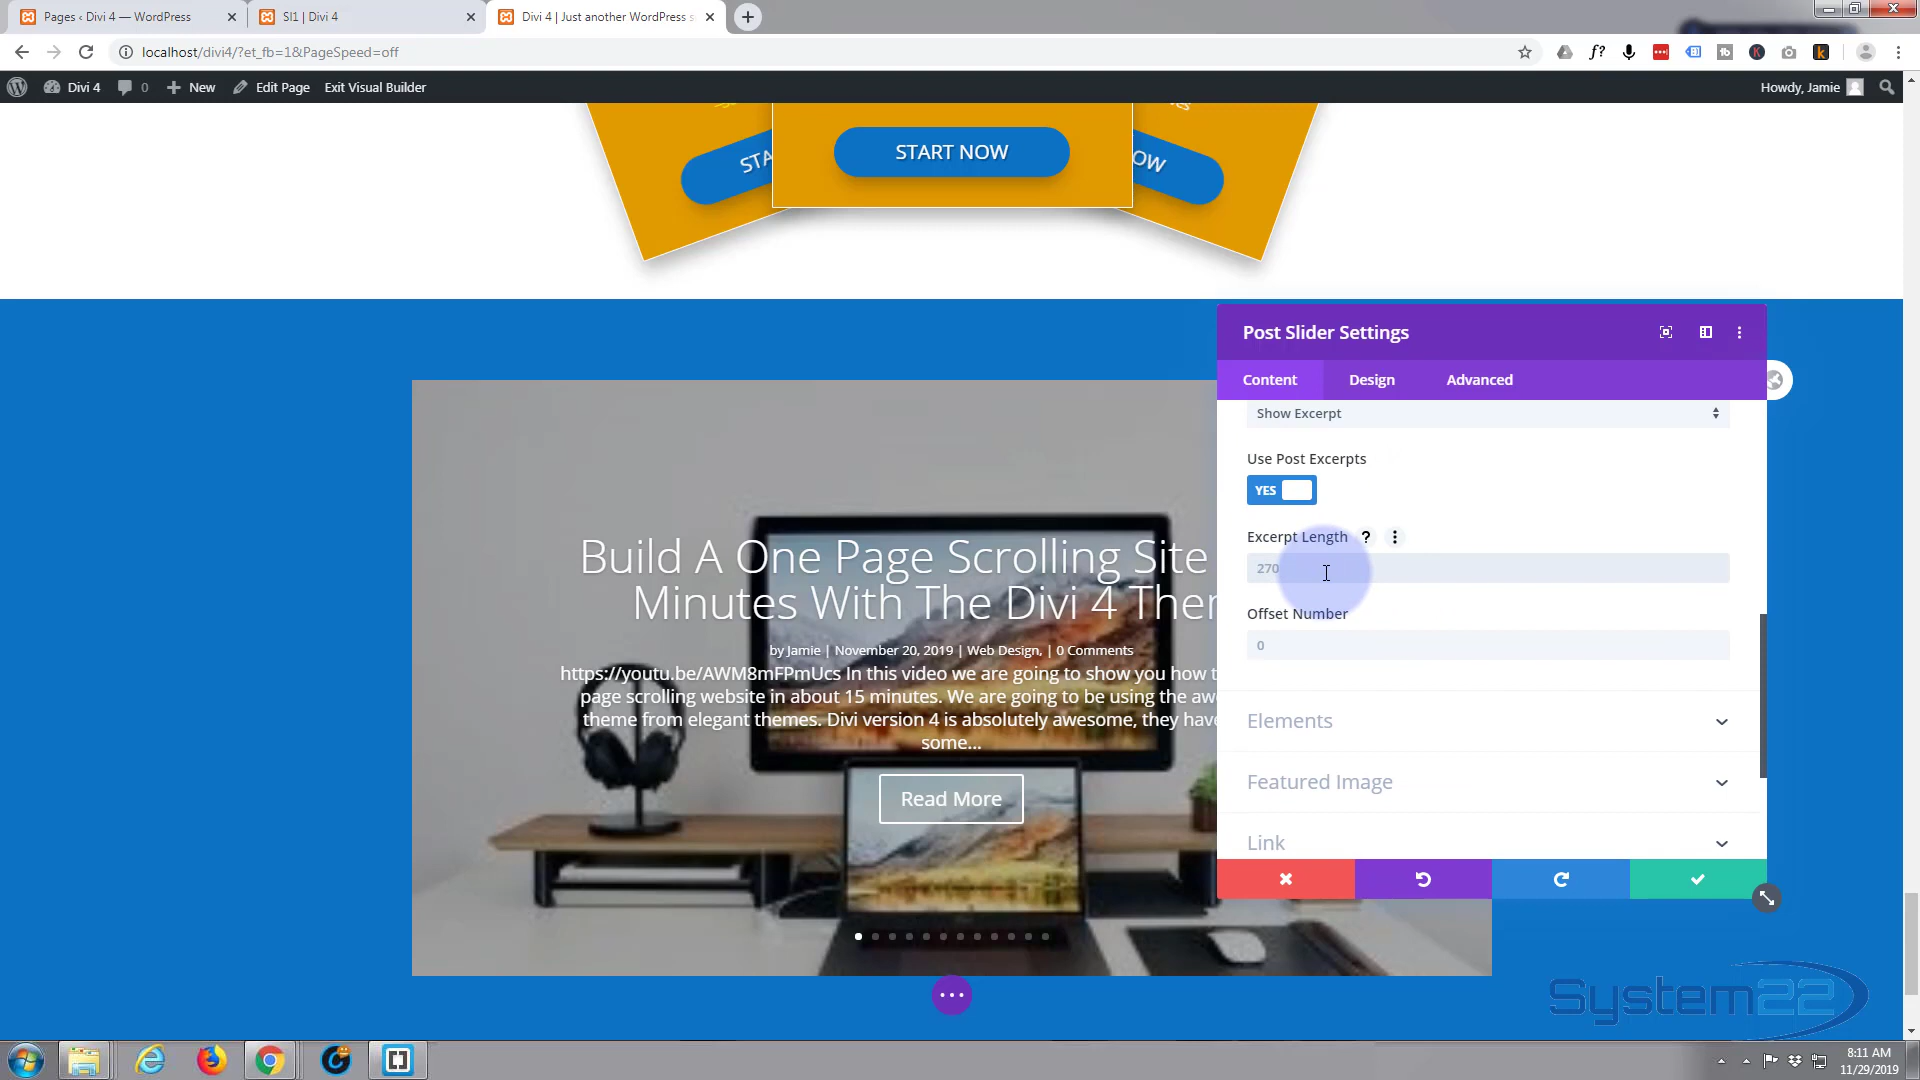 Pages ‹ Divi 4 — WordPress
SI1 | Divi 4
Divi 4 | Just another WordPress s
localhost/divi4/?et_fb=1&PageSpeed=off
Divi 4
0
New
Edit Page
Exit Visual Builder
Howdy, Jamie
STA
START NOW
OW
Post Slider Settings
Content
Design
Advanced
Show Excerpt
Use Post Excerpts
YES
Excerpt Length ?
270
Offset Number
0
Elements
Featured Image
Link
Build A One Page Scrolling Site
Minutes With The Divi 4 Them
by Jamie | November 20, 2019 | Web Design, | 0 Comments
https://youtu.be/AWM8mFPmUcs In this video we are going to show you how t
page scrolling website in about 15 minutes. We are going to be using the aw
theme from elegant themes. Divi version 4 is absolutely awesome, they have
some...
Read More
System22
8:11 AM
11/29/2019